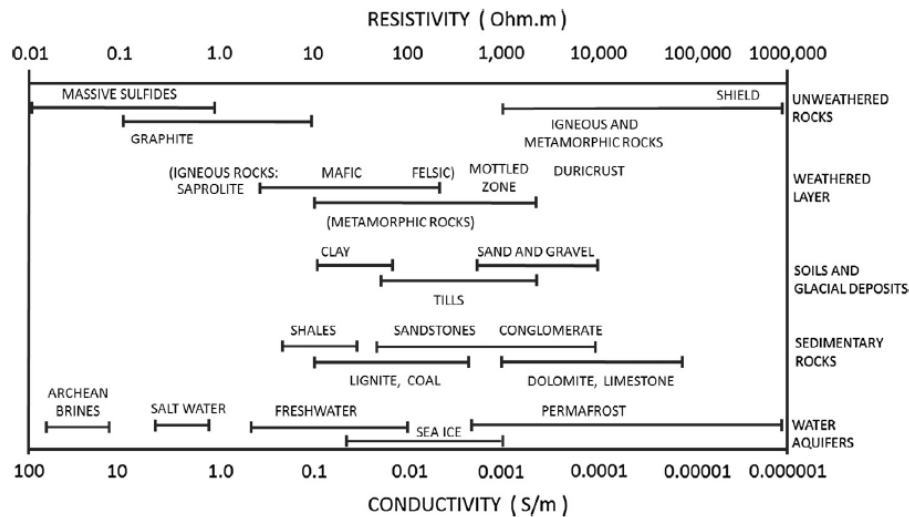 RESISTIVITY ( Ohm.m )
0.01 0.1 1.0 10 100 1,000 10,000 100,000 1000,000
MASSIVE SULFIDES
GRAPHITE
SHIELD
IGNEOUS AND
METAMORPHIC ROCKS
UNWEATHERED
ROCKS
(IGNEOUS ROCKS:
SAPROLITE
MAFIC
FELSIC)
MOTTLED
ZONE
DURICRUST
(METAMORPHIC ROCKS)
WEATHERED
LAYER
CLAY
SAND AND GRAVEL
TILLS
SOILS AND
GLACIAL DEPOSITS
SHALES
SANDSTONES
CONGLOMERATE
LIGNITE, COAL
DOLOMITE, LIMESTONE
SEDIMENTARY
ROCKS
ARCHEAN
BRINES
SALT WATER
FRESHWATER
SEA ICE
PERMAFROST
WATER
AQUIFERS
100 10 1.0 0.1 0.01 0.001 0.0001 0.00001 0.000001
CONDUCTIVITY ( S/m )